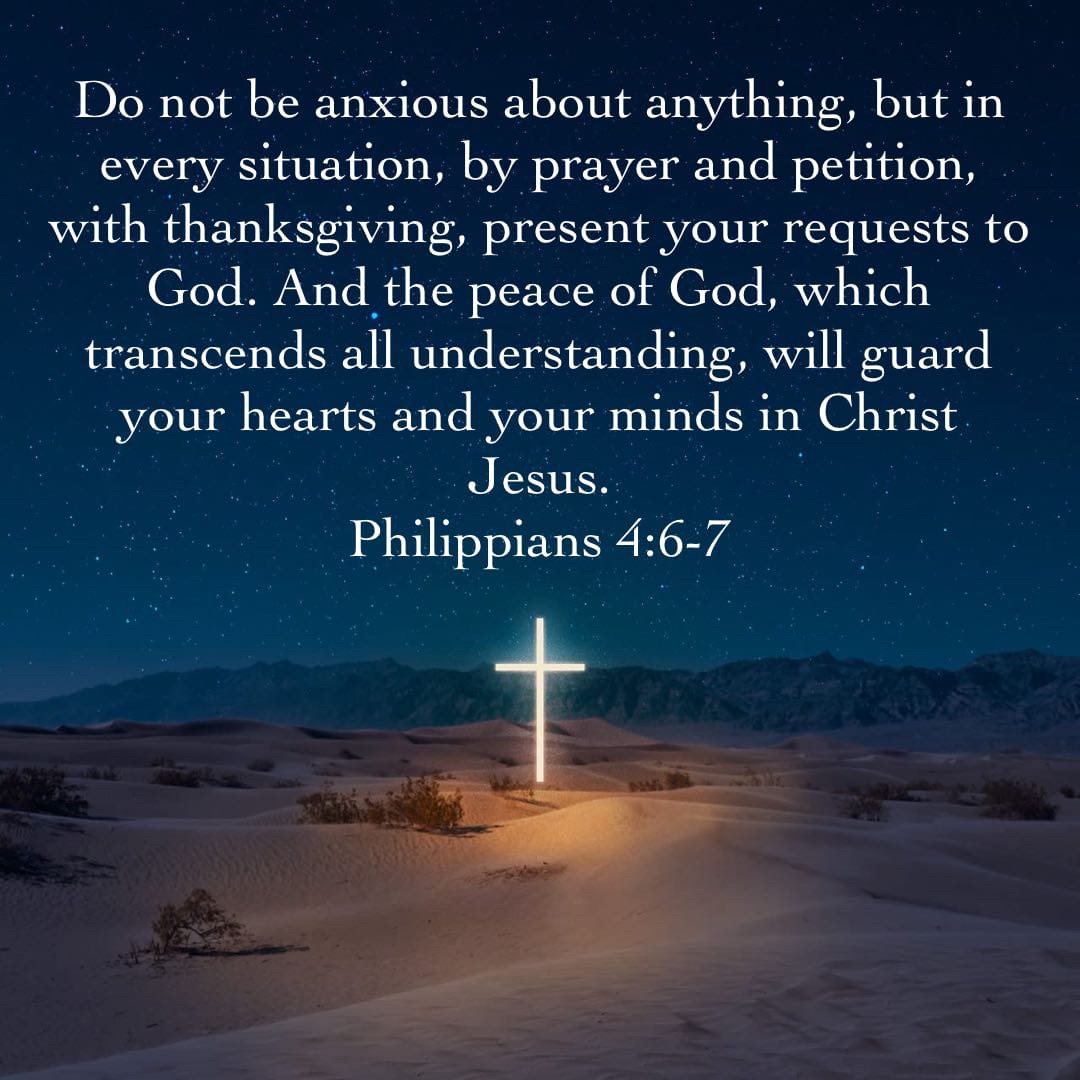 Do not be anxious about anything, but in
every situation, by prayer and petition,
with thanksgiving, present your requests to
God. And the peace of God, which
transcends all understanding, will guard
your hearts and your minds in Christ
Jesus.
Philippians 4:6-7